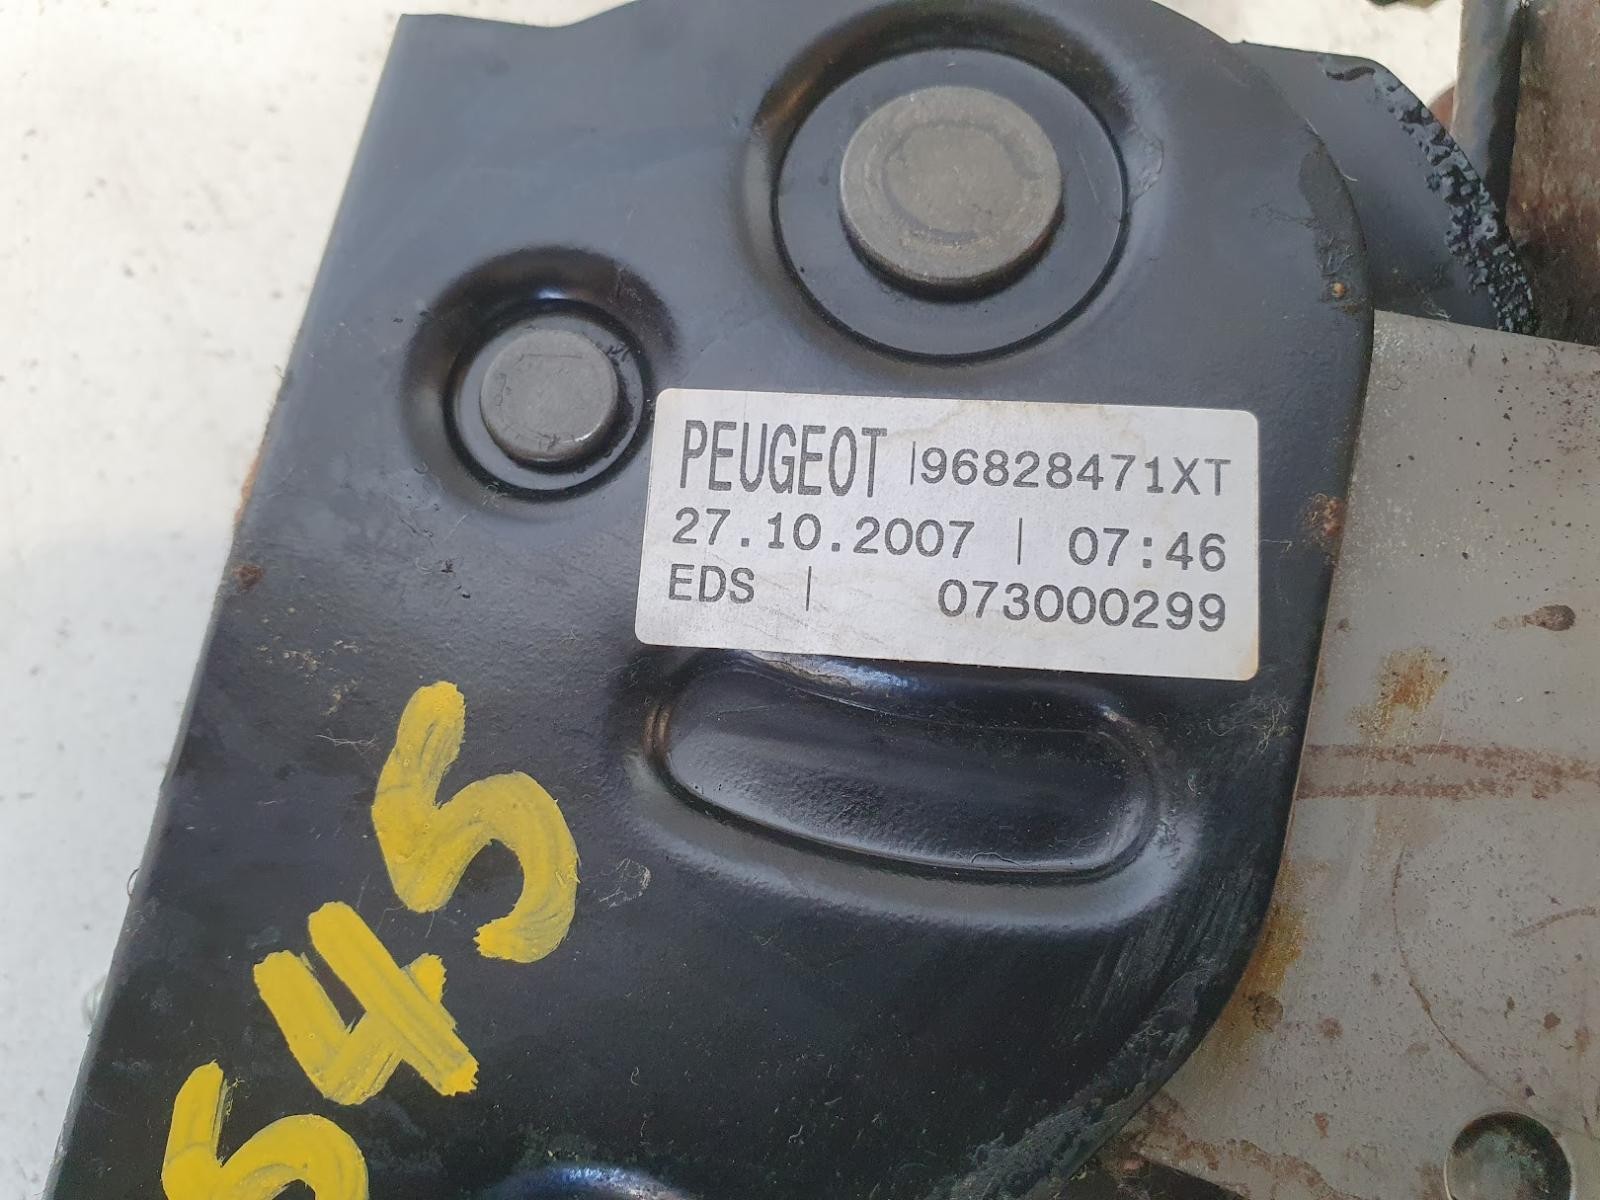 PEUGEOT |96828471XT
27.10.2007 | 07:46
EDS | 073000299
545